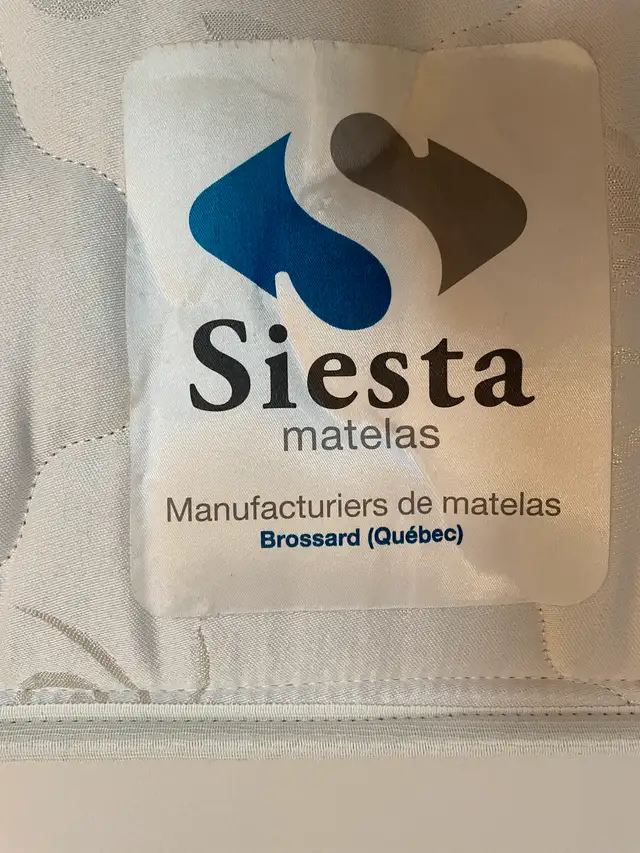 Siesta
matelas
Manufacturiers de matelas
Brossard (Québec)